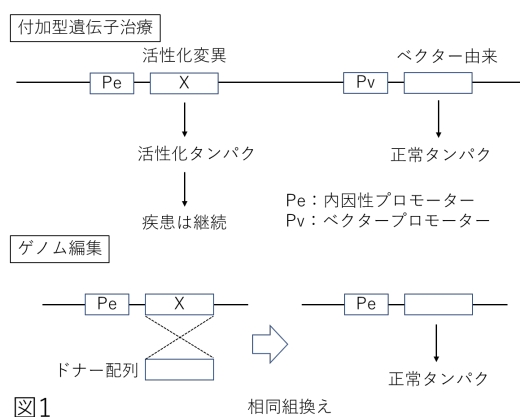 付加型遺伝子治療
活性化変異
ベクター由来
Pe
X
Pv
活性化タンパク
正常タンパク
疾患は継続
Pe：内因性プロモーター
Pv：ベクタープロモーター
ゲノム編集
Pe
X
Pe
ドナー配列
正常タンパク
図1
相同組換え